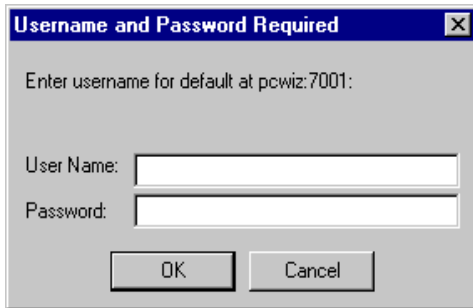 Username and Password Required
Enter username for default at pcwiz:7001:
User Name:
Password:
OK Cancel